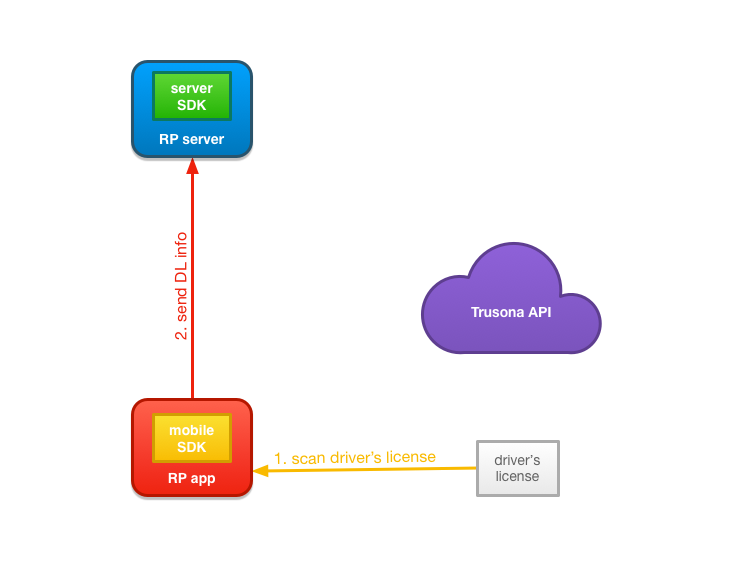 server
SDK
RP server
2. send DL info
Trusona API
mobile
SDK
RP app
1. scan driver's license
driver's
license